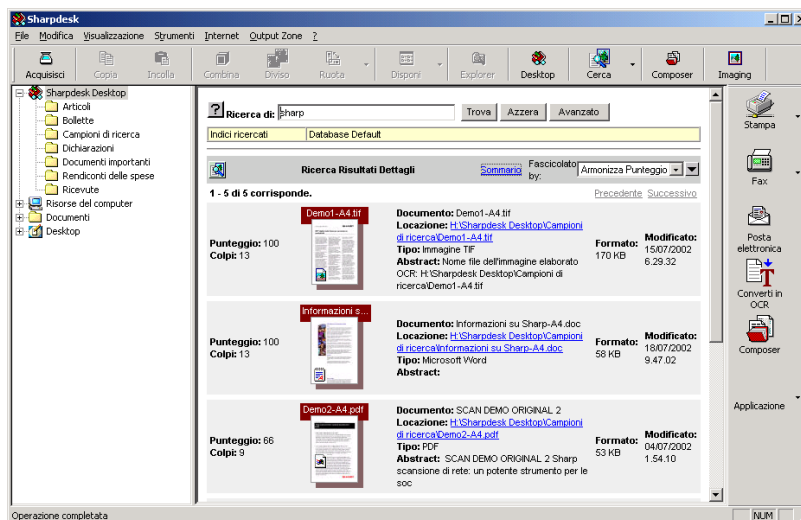 Sharpdesk
File Modifica Visualizzazione Strumenti Internet Output Zone ?
Acquisisci Copia Incolla Combina Diviso Ruota Disponi Explorer Desktop Cerca Composer Imaging
Sharpdesk Desktop
Articoli
Bollette
Campioni di ricerca
Dichiarazioni
Documenti importanti
Rendiconti delle spese
Ricevute
Risorse del computer
Documenti
Desktop
? Ricerca di: sharp Trova Azzera Avanzato
Indici ricercati Database Default
Ricerca Risultati Dettagli Sommario Fascicolato by: Armonizza Punteggio
1 - 5 di 5 corrisponde. Precedente Successivo
Demo1-A4.tif
Punteggio: 100
Colpi: 13
Documento: Demo1-A4.tif
Locazione: H:\Sharpdesk Desktop\Campioni
di ricerca\Demo1-A4.tif
Tipo: Immagine TIF
Abstract: Nome file dell'immagine elaborato
OCR: H:\Sharpdesk Desktop\Campioni di
ricerca\Demo1-A4.tif
Formato:
170 KB
Modificato:
15/07/2002
6.29.32
Informazioni s...
Punteggio: 100
Colpi: 13
Documento: Informazioni su Sharp-A4.doc
Locazione: H:\Sharpdesk Desktop\Campioni
di ricerca\Informazioni su Sharp-A4.doc
Tipo: Microsoft Word
Abstract:
Formato:
58 KB
Modificato:
18/07/2002
9.47.02
Demo2-A4.pdf
Punteggio: 66
Colpi: 9
Documento: SCAN DEMO ORIGINAL 2
Locazione: H:\Sharpdesk Desktop\Campioni
di ricerca\Demo2-A4.pdf
Tipo: PDF
Abstract: SCAN DEMO ORIGINAL 2 Sharp
scansione di rete: un potente strumento per le
soc
Formato:
53 KB
Modificato:
04/07/2002
1.54.10
Stampa
Fax
Posta
elettronica
Converti in
OCR
Composer
Applicazione
Operazione completata
NUM